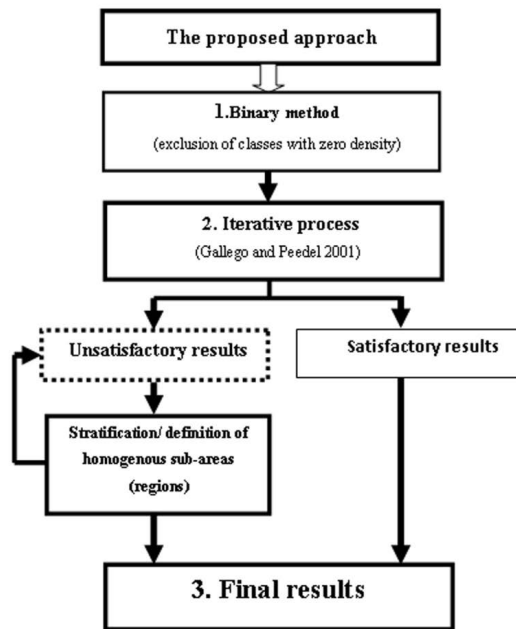 The proposed approach
1.Binary method
(exclusion of classes with zero density)
2. Iterative process
(Gallego and Peedel 2001)
Unsatisfactory results
Satisfactory results
Stratification/ definition of
homogenous sub-areas
(regions)
3. Final results